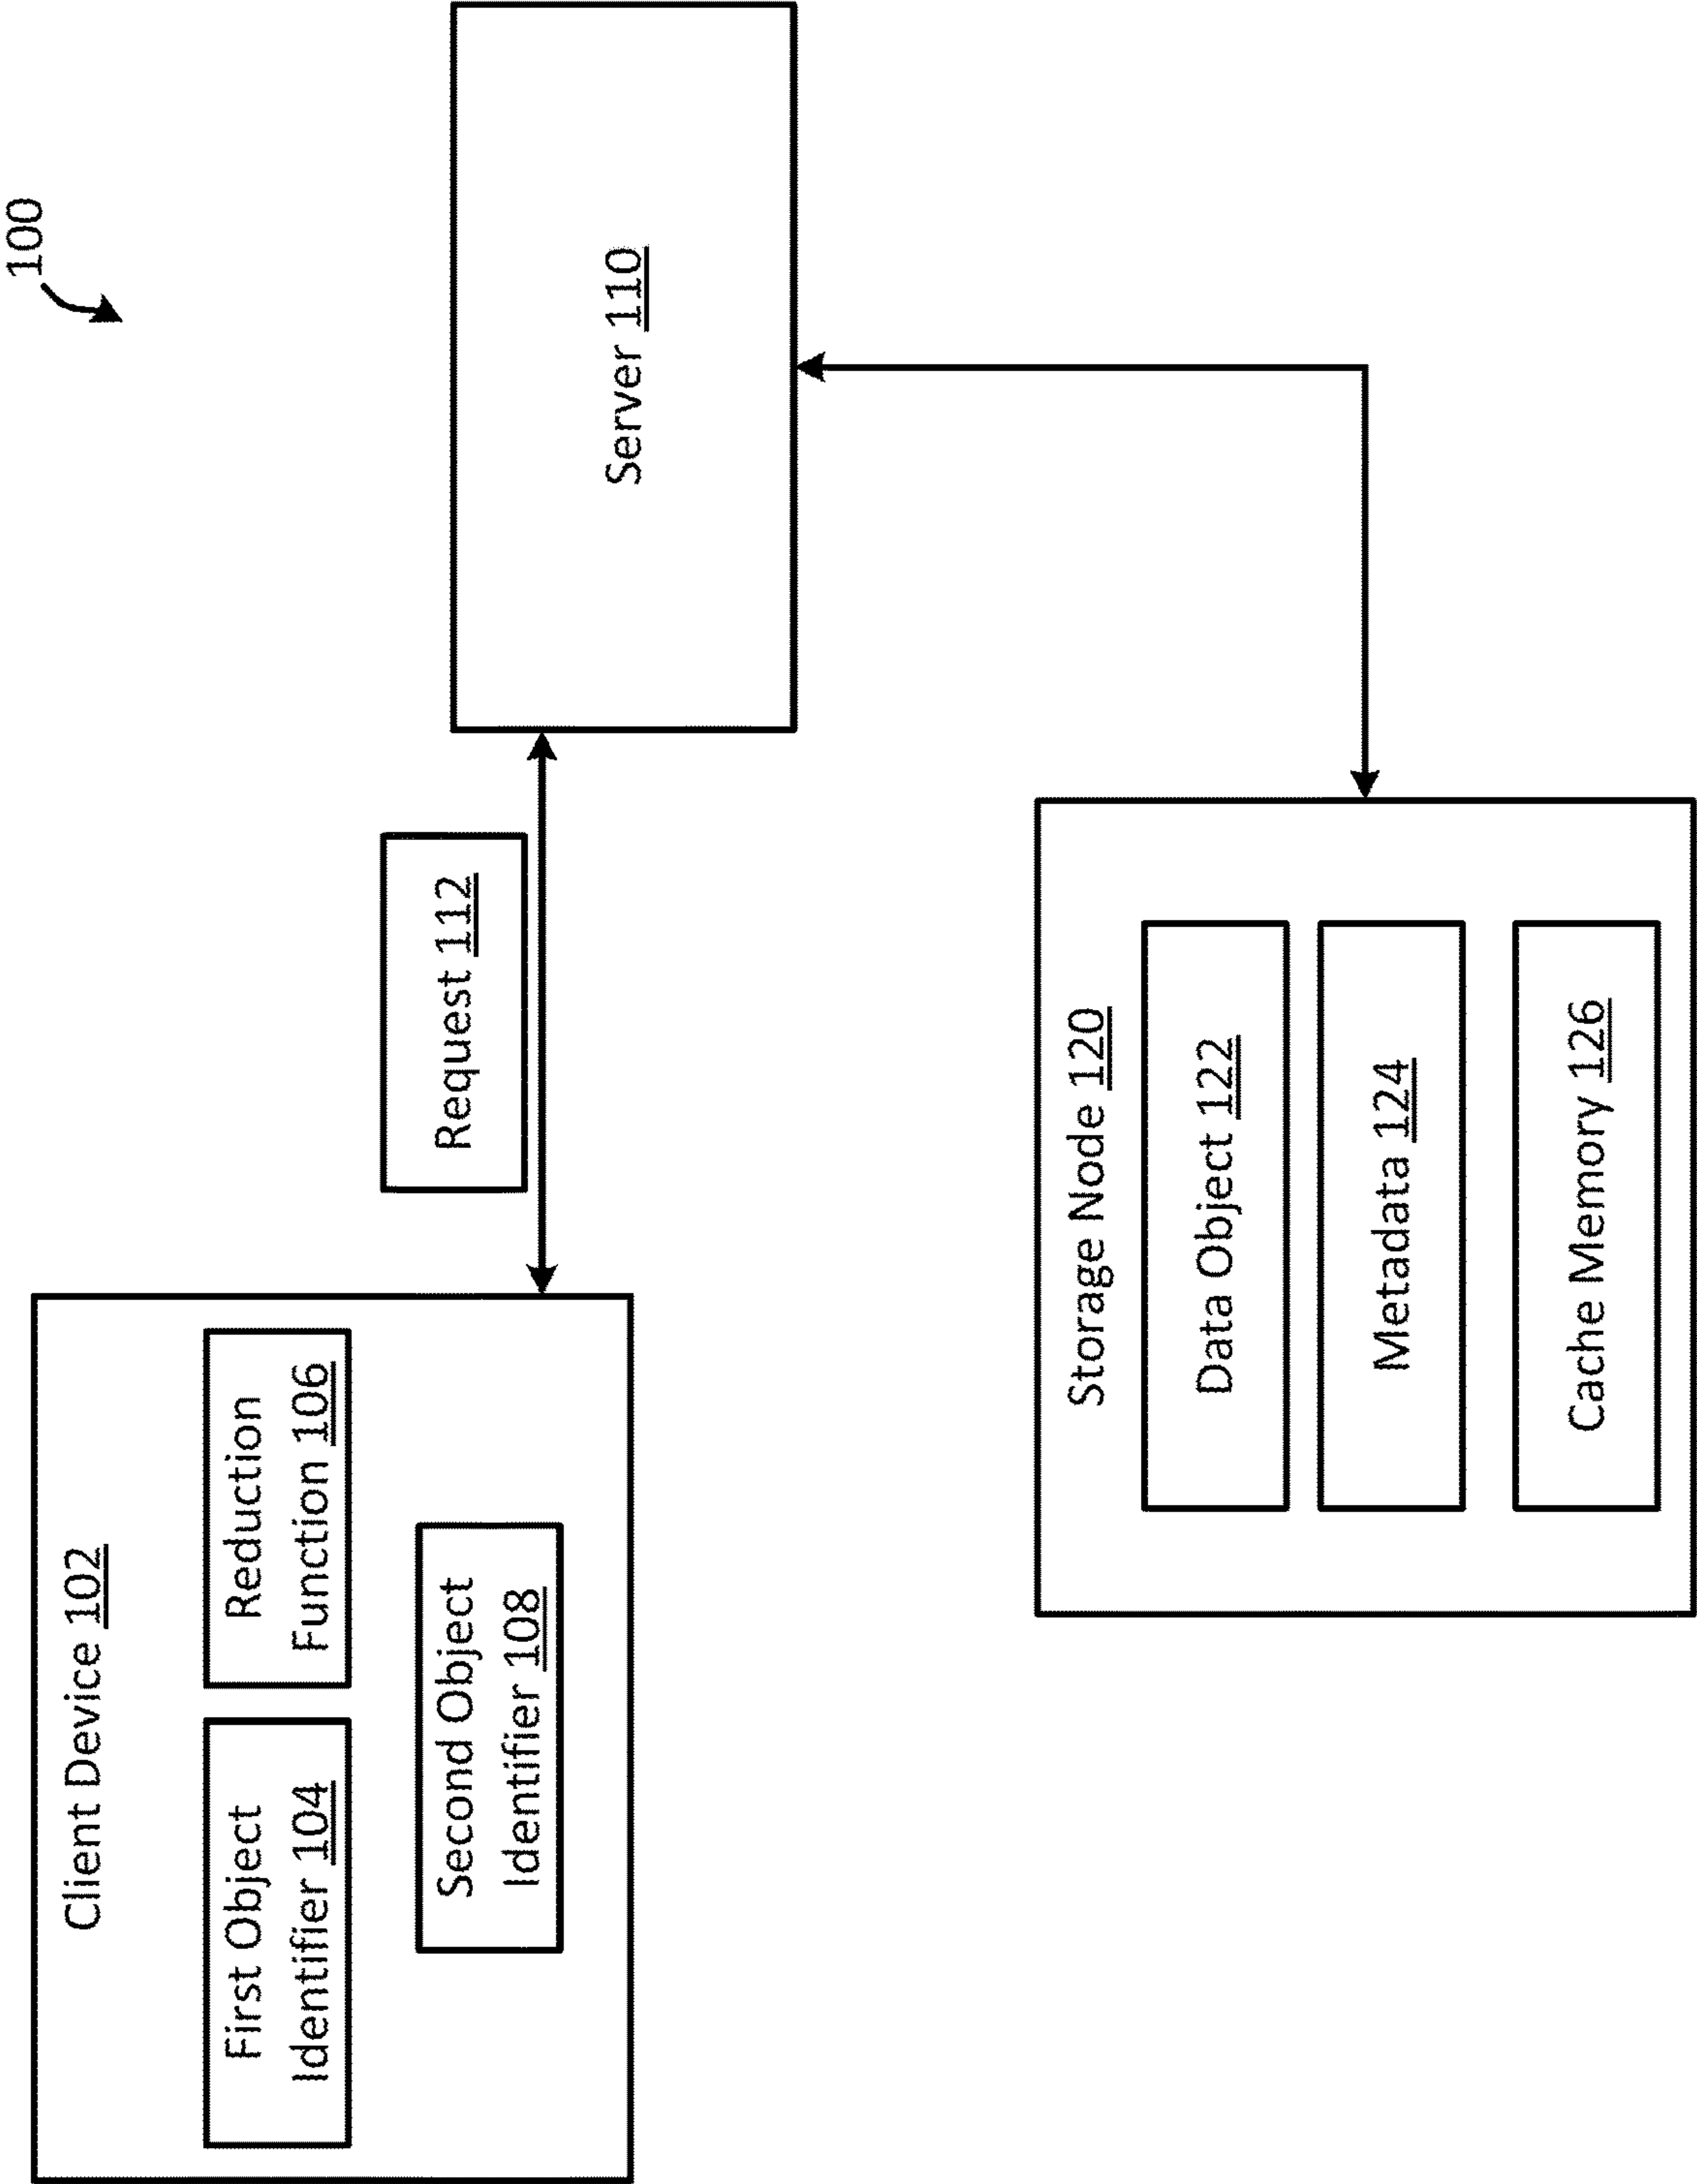 100
Client Device 102
First Object
Identifier 104
Reduction
Function 106
Second Object
Identifier 108
Request 112
Server 110
Storage Node 120
Data Object 122
Metadata 124
Cache Memory 126